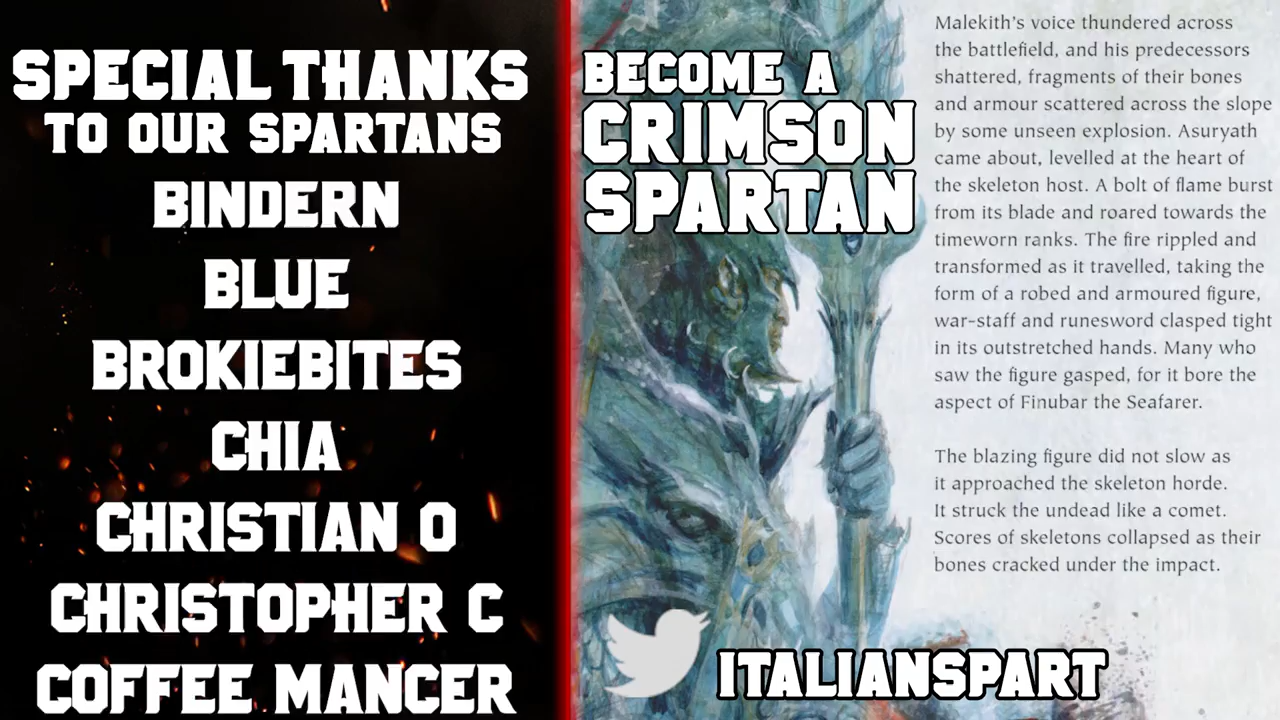 SPECIAL THANKS
TO OUR SPARTANS
BINDERN
BLUE
BROKIEBITES
CHIA
CHRISTIAN O
CHRISTOPHER C
COFFEE MANCER
BECOME A
CRIMSON
SPARTAN
Malekith's voice thundered across
the battlefield, and his predecessors
shattered, fragments of their bones
and armour scattered across the slope
by some unseen explosion. Asuryath
came about, levelled at the heart of
the skeleton host. A bolt of flame burst
from its blade and roared towards the
timeworn ranks. The fire rippled and
transformed as it travelled, taking the
form of a robed and armoured figure,
war-staff and runesword clasped tight
in its outstretched hands. Many who
saw the figure gasped, for it bore the
aspect of Finubar the Seafarer.
The blazing figure did not slow as
it approached the skeleton horde.
It struck the undead like a comet.
Scores of skeletons collapsed as their
bones cracked under the impact.
ITALIANSPART